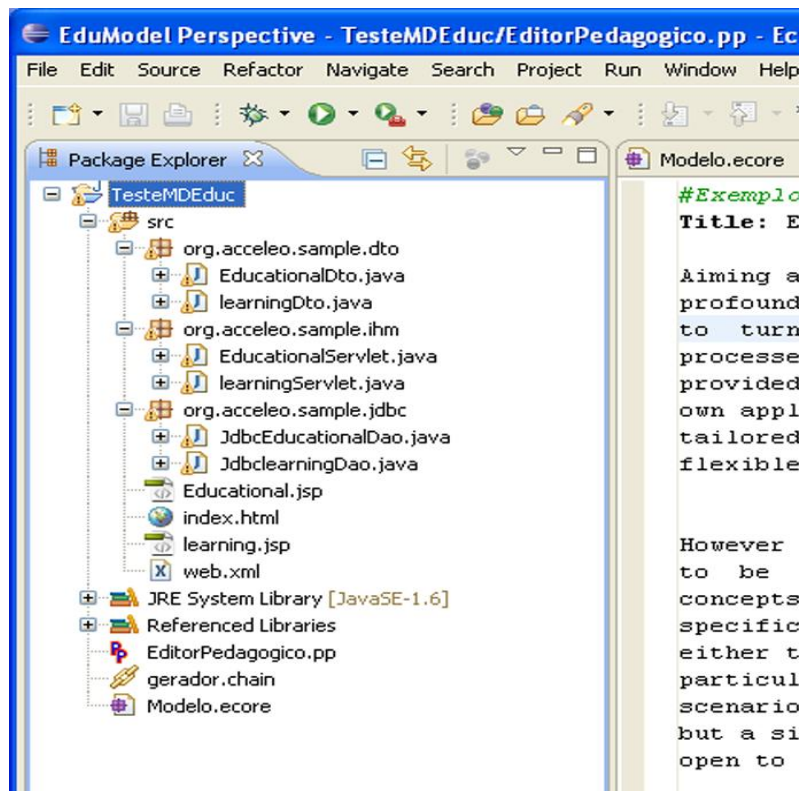 EduModel Perspective - TesteMDEduc/EditorPedagogico.pp - Ec
File Edit Source Refactor Navigate Search Project Run Window Help
Package Explorer
Modelo.ecore
TesteMDEduc
src
org.acceleo.sample.dto
EducationalDto.java
learningDto.java
org.acceleo.sample.ihm
EducationalServlet.java
learningServlet.java
org.acceleo.sample.jdbc
JdbcEducationalDao.java
JdbclearningDao.java
Educational.jsp
index.html
learning.jsp
web.xml
JRE System Library [JavaSE-1.6]
Referenced Libraries
EditorPedagogico.pp
gerador.chain
Modelo.ecore
#Exemplo
Title: E
Aiming a
profound
to turn
processe
provided
own appl
tailored
flexible
However
to be
concepts
specific
either t
particul
scenario
but a si
open to